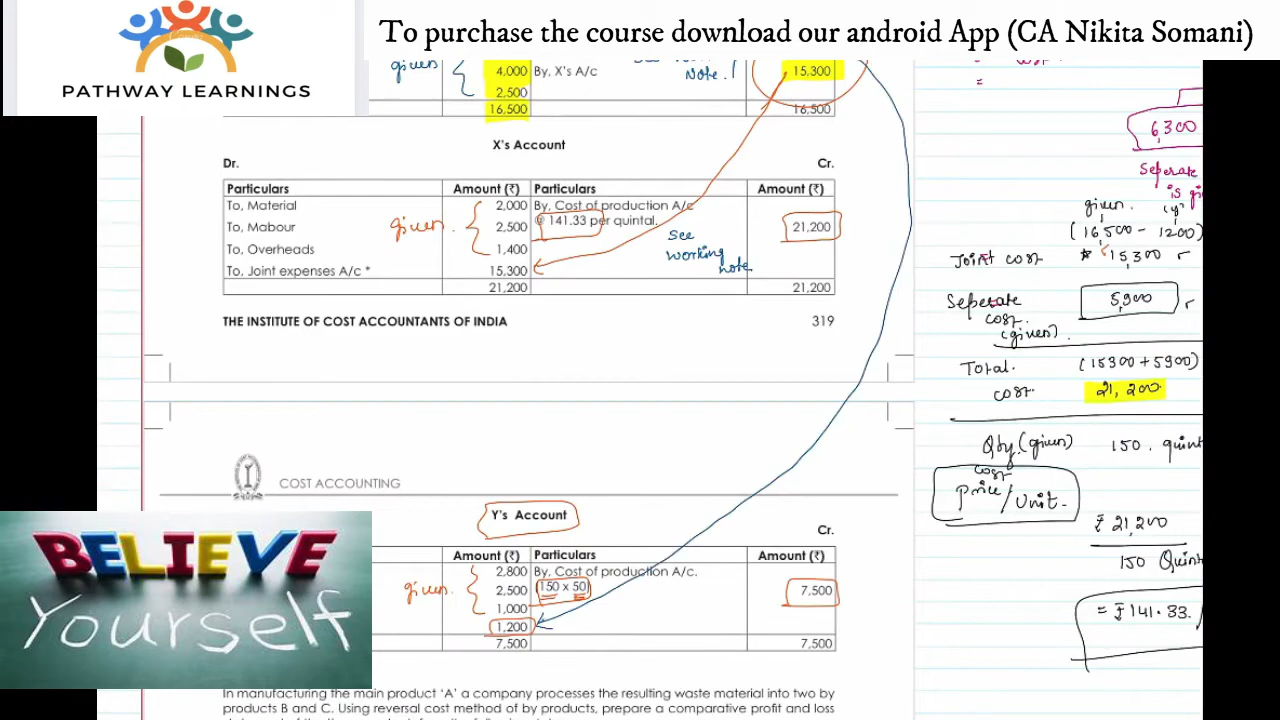 To purchase the course download our android App (CA Nikita Somani)
PATHWAY LEARNINGS
given
4,000 By, X's A/c
Note.
15,300
2,500
16,500 16,500
X's Account
Dr. Cr.
Particulars Amount (₹) Particulars Amount (₹)
To, Material 2,000 By, Cost of production A/c
To, Mabour 2,500 @ 141.33 per quintal. 21,200
given.
To, Overheads 1,400
see
working
note
To, Joint expenses A/c * 15,300
21,200 21,200
THE INSTITUTE OF COST ACCOUNTANTS OF INDIA 319
COST ACCOUNTING
Y's Account
Cr.
Amount (₹) Particulars Amount (₹)
2,800 By, Cost of production A/c.
given.
2,500 150 x 50 7,500
1,000
1,200
7,500 7,500
In manufacturing the main product 'A' a company processes the resulting waste material into two by
products B and C. Using reversal cost method of by products, prepare a comparative profit and loss
=
6,300
Seperate
is
given.
(16,500 - 1200)
Joint cost 15,300
Seperate
cost.
(given).
5,900
Total.
cost.
(15300 + 5900)
21,200
Qty. (given) 150. quint
cost
Price/Unit.
₹ 21,200
150 Quint
= ₹ 141.33.
BELIEVE
Yourself